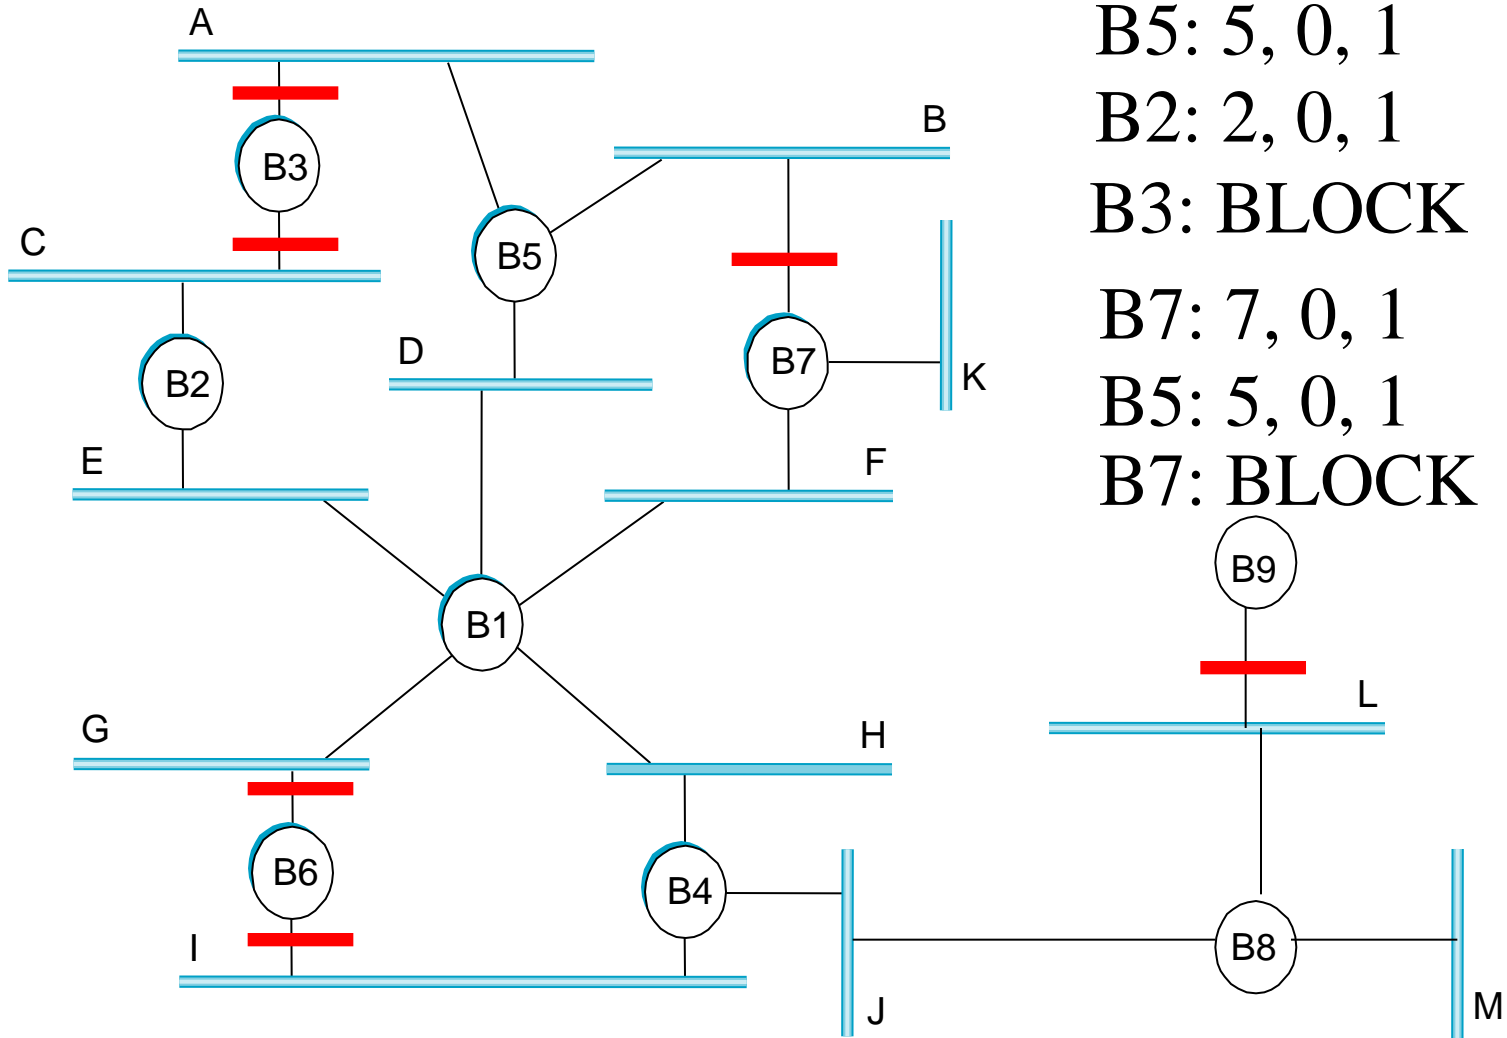 A
B5: 5, 0, 1
B2: 2, 0, 1
B
B3
B3: BLOCK
C
B5
B7: 7, 0, 1
D
B7
K
B2
B5: 5, 0, 1
E
F
B7: BLOCK
B9
B1
L
G
H
B6
B4
I
B8
J
M